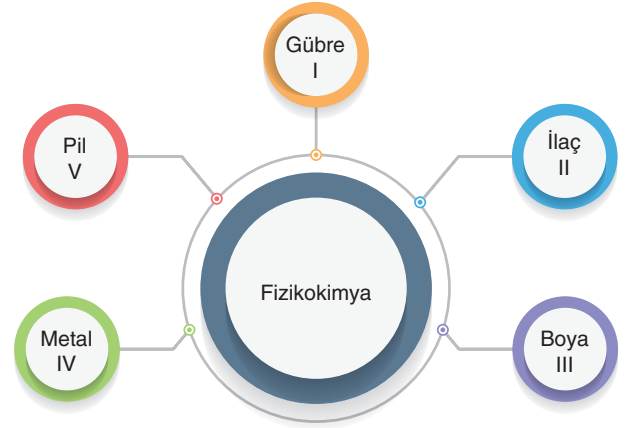 Gübre
I
Pil
V
İlaç
II
Fizikokimya
Metal
IV
Boya
III